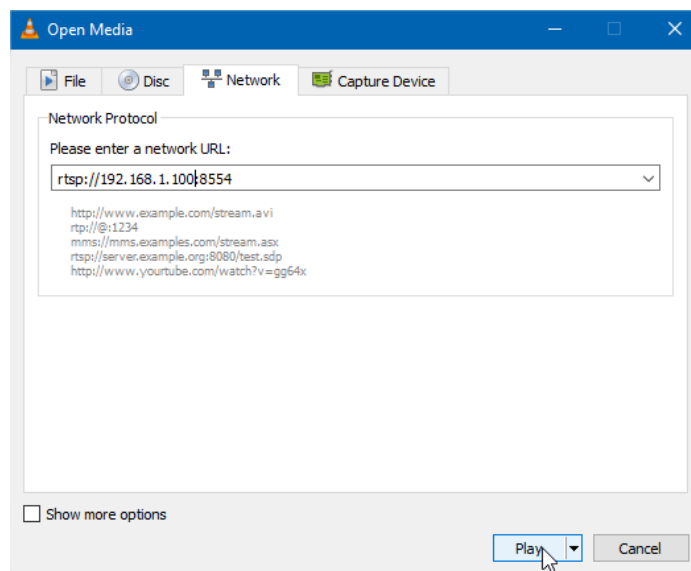 Open Media
File Disc Network Capture Device
Network Protocol
Please enter a network URL:
rtsp://192.168.1.100:8554
http://www.example.com/stream.avi
rtp://@:1234
mms://mms.examples.com/stream.asx
rtsp://server.example.org:8080/test.sdp
http://www.yourtube.com/watch?v=gg64x
Show more options
Play Cancel